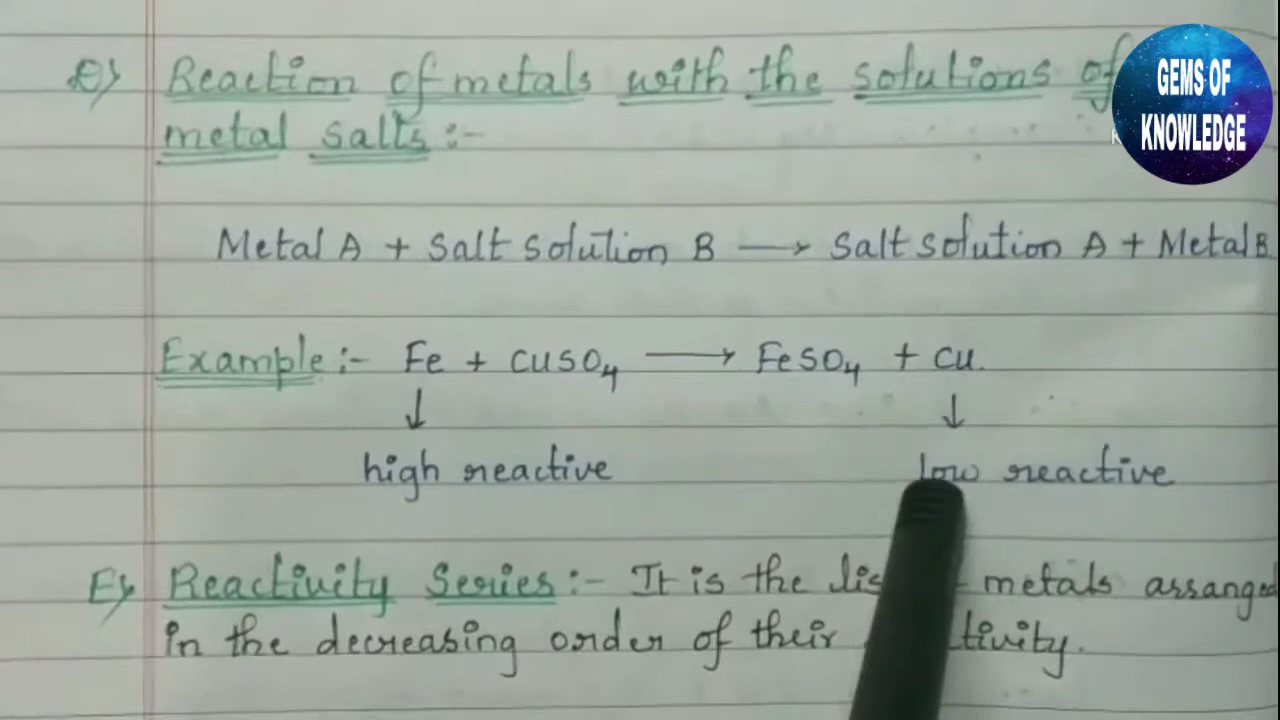 D) Reaction of metals with the solutions of
metal salts :-
GEMS OF
KNOWLEDGE
Metal A + Salt solution B → Salt solution A + Metal B
Example :- Fe + CuSO₄ → FeSO₄ + Cu.
↓ ↓
high reactive low reactive
E) Reactivity Series :- It is the metals arranged
in the decreasing order of their